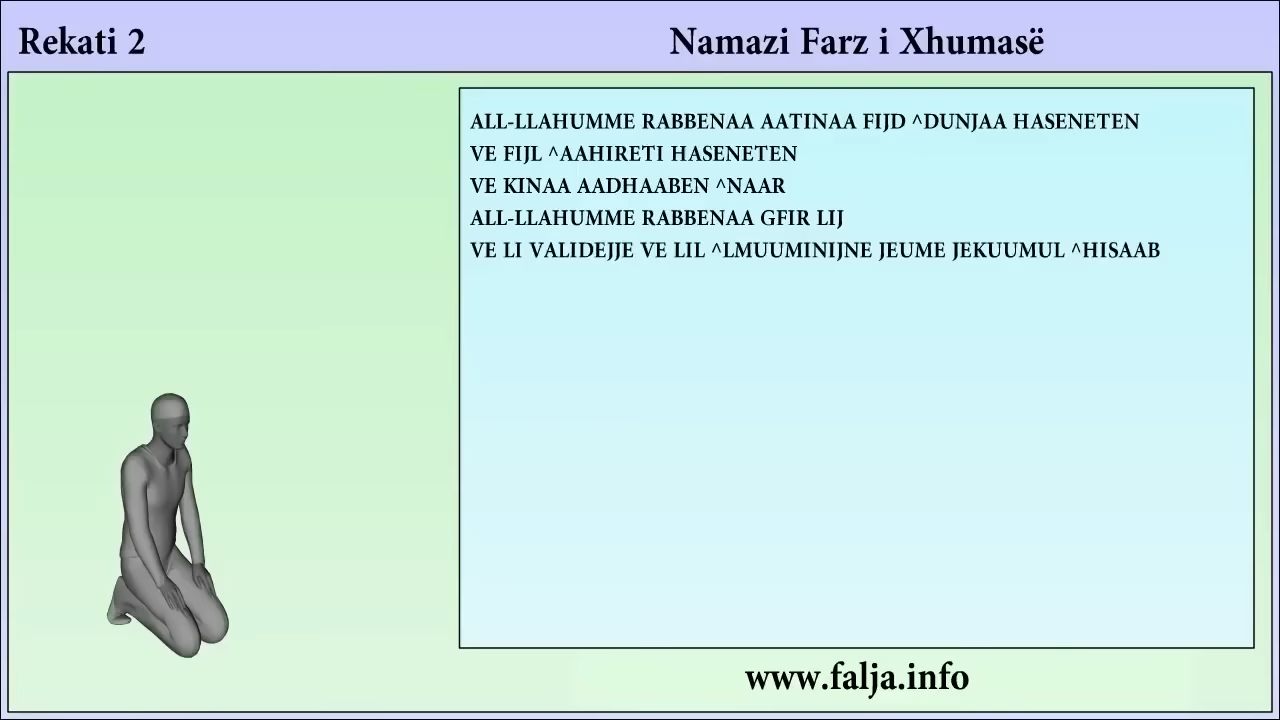 Rekati 2
Namazi Farz i Xhumasë
ALL-LLAHUMME RABBENAA AATINAA FIJD ^DUNJAA HASENETEN
VE FIJL ^AAHIRETI HASENETEN
VE KINAA AADHAABEN ^NAAR
ALL-LLAHUMME RABBENAA GFIR LIJ
VE LI VALIDEJJE VE LIL ^LMUUMINIJNE JEUME JEKUUMUL ^HISAAB
www.falja.info